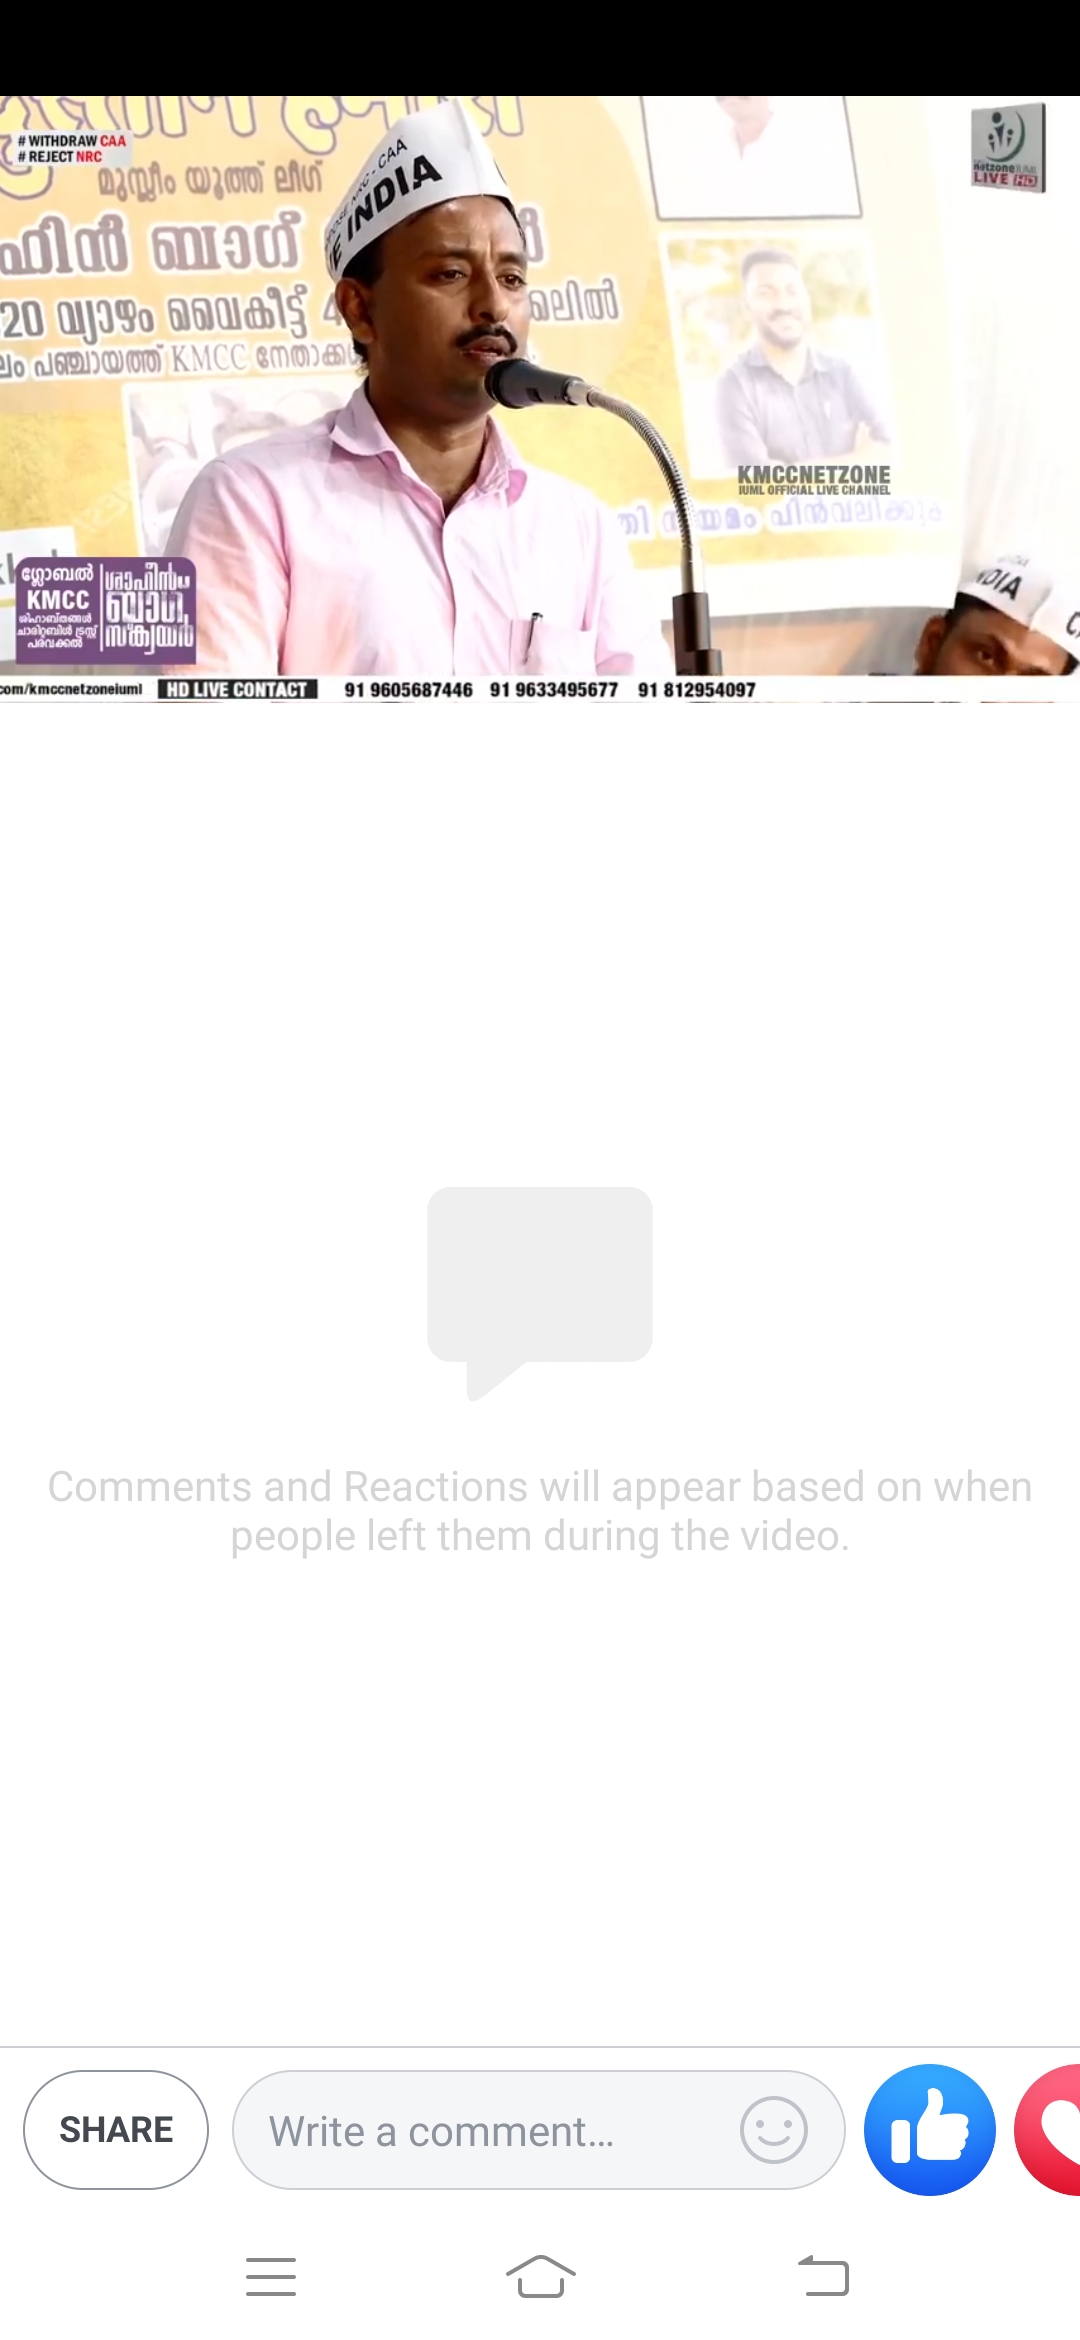 # WITHDRAW CAA
# REJECT NRC
netzone IUML
LIVE HD
മുസ്ലീം യൂത്ത് ലീഗ്
NRC - CAA
INDIA
ഹിൻ ബാഗ്
20 വ്യാഴം വൈകീട്ട് 4
പഞ്ചായത്ത് KMCC
KMCCNETZONE
IUML OFFICIAL LIVE CHANNEL
പിൻവലിക്കുക
NDIA
ഗ്ലോബൽ
KMCC
ശിഹാബ്തങ്ങൾ
ചാരിറ്റബിൾ ട്രസ്റ്റ്
പരവക്കൽ
ശാഹീൻ
ബാഗ്
സ്ക്വയർ
com/kmccnetzoneiuml HD LIVE CONTACT 91 9605687446 91 9633495677 91 812954097
Comments and Reactions will appear based on when
people left them during the video.
SHARE
Write a comment...